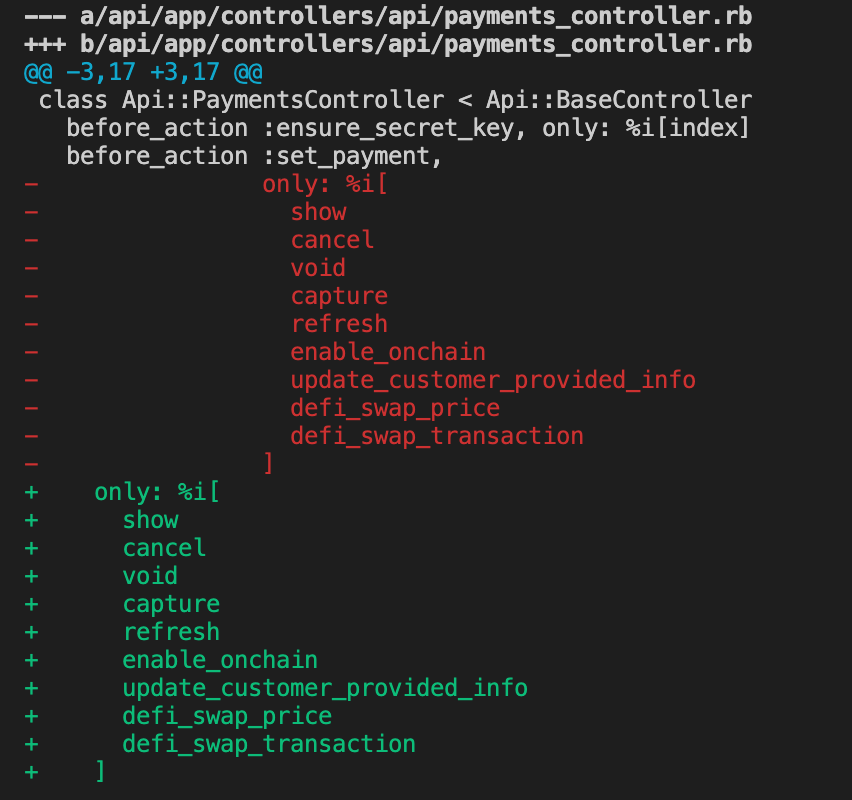 --- a/api/app/controllers/api/payments_controller.rb
+++ b/api/app/controllers/api/payments_controller.rb
@@ -3,17 +3,17 @@
 class Api::PaymentsController < Api::BaseController
   before_action :ensure_secret_key, only: %i[index]
   before_action :set_payment,
-                only: %i[
-                  show
-                  cancel
-                  void
-                  capture
-                  refresh
-                  enable_onchain
-                  update_customer_provided_info
-                  defi_swap_price
-                  defi_swap_transaction
-                ]
+    only: %i[
+      show
+      cancel
+      void
+      capture
+      refresh
+      enable_onchain
+      update_customer_provided_info
+      defi_swap_price
+      defi_swap_transaction
+    ]